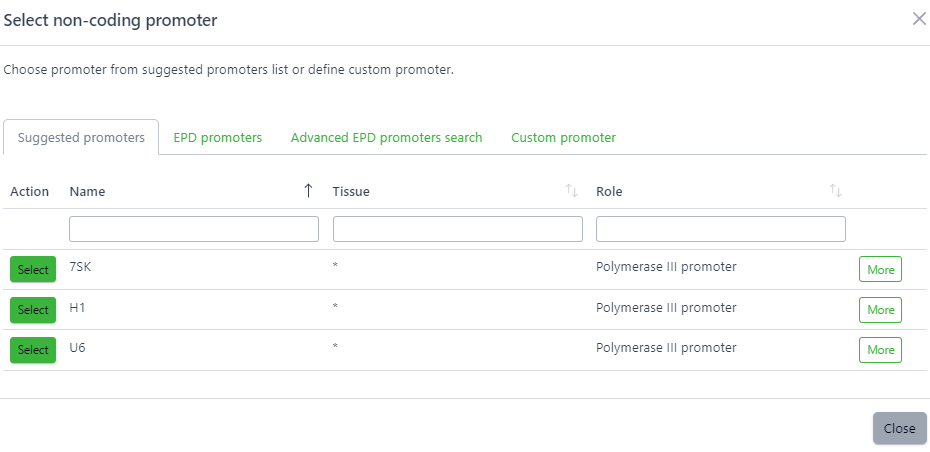 Select non-coding promoter
Choose promoter from suggested promoters list or define custom promoter.
Suggested promoters EPD promoters Advanced EPD promoters search Custom promoter
Action Name Tissue Role
Select 7SK * Polymerase III promoter More
Select H1 * Polymerase III promoter More
Select U6 * Polymerase III promoter More
Close